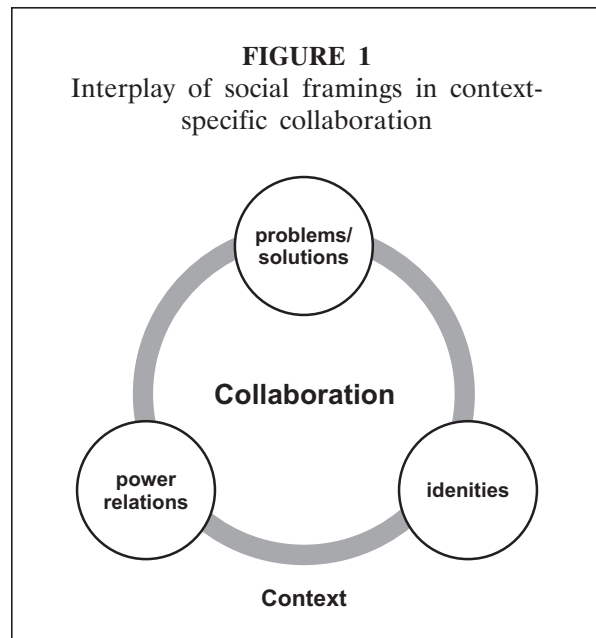 FIGURE 1
Interplay of social framings in context-
specific collaboration
problems/
solutions
Collaboration
power
relations
idenities
Context